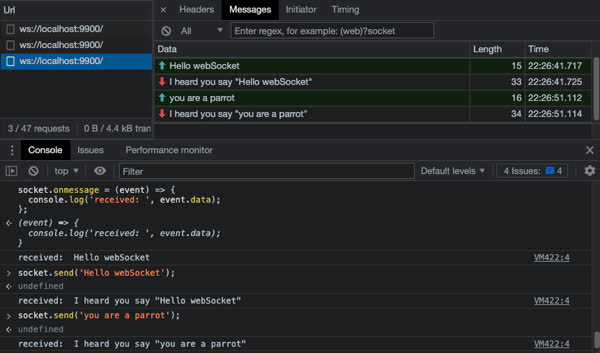 Url
ws://localhost:9900/
ws://localhost:9900/
ws://localhost:9900/
3 / 47 requests 0 B / 4.4 kB tran
× Headers Messages Initiator Timing
All Enter regex, for example: (web)?socket
Data Length Time
Hello webSocket 15 22:26:41.717
I heard you say "Hello webSocket" 33 22:26:41.725
you are a parrot 16 22:26:51.112
I heard you say "you are a parrot" 34 22:26:51.114
Console Issues Performance monitor ×
top Filter Default levels 4 Issues: 4
socket.onmessage = (event) => {
console.log('received: ', event.data);
};
(event) => {
console.log('received: ', event.data);
}
received: Hello webSocket VM422:4
> socket.send('Hello webSocket');
undefined
received: I heard you say "Hello webSocket" VM422:4
> socket.send('you are a parrot');
undefined
received: I heard you say "you are a parrot" VM422:4